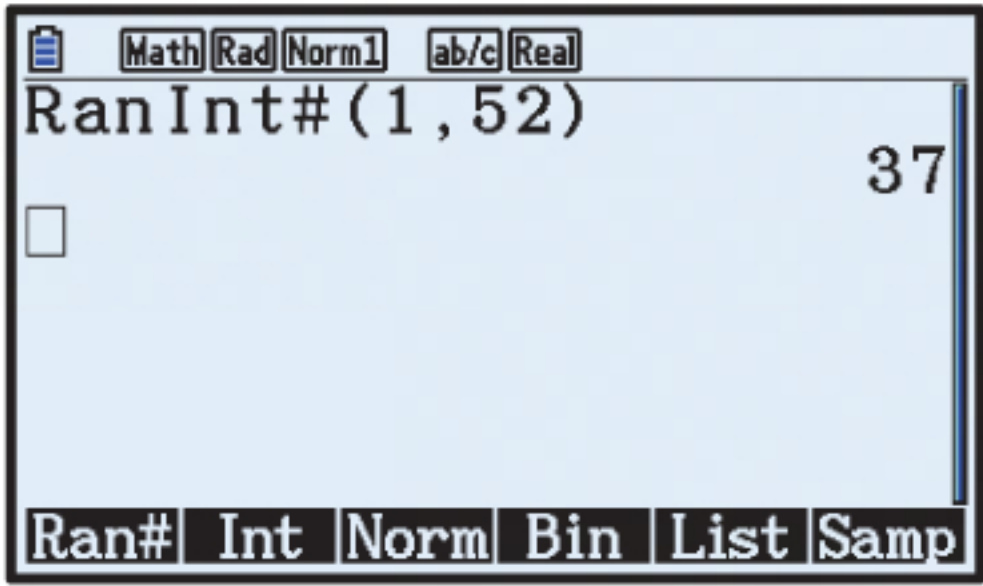 Math Rad Norm1 ab/c Real
RanInt#(1,52)
37
Ran# Int Norm Bin List Samp